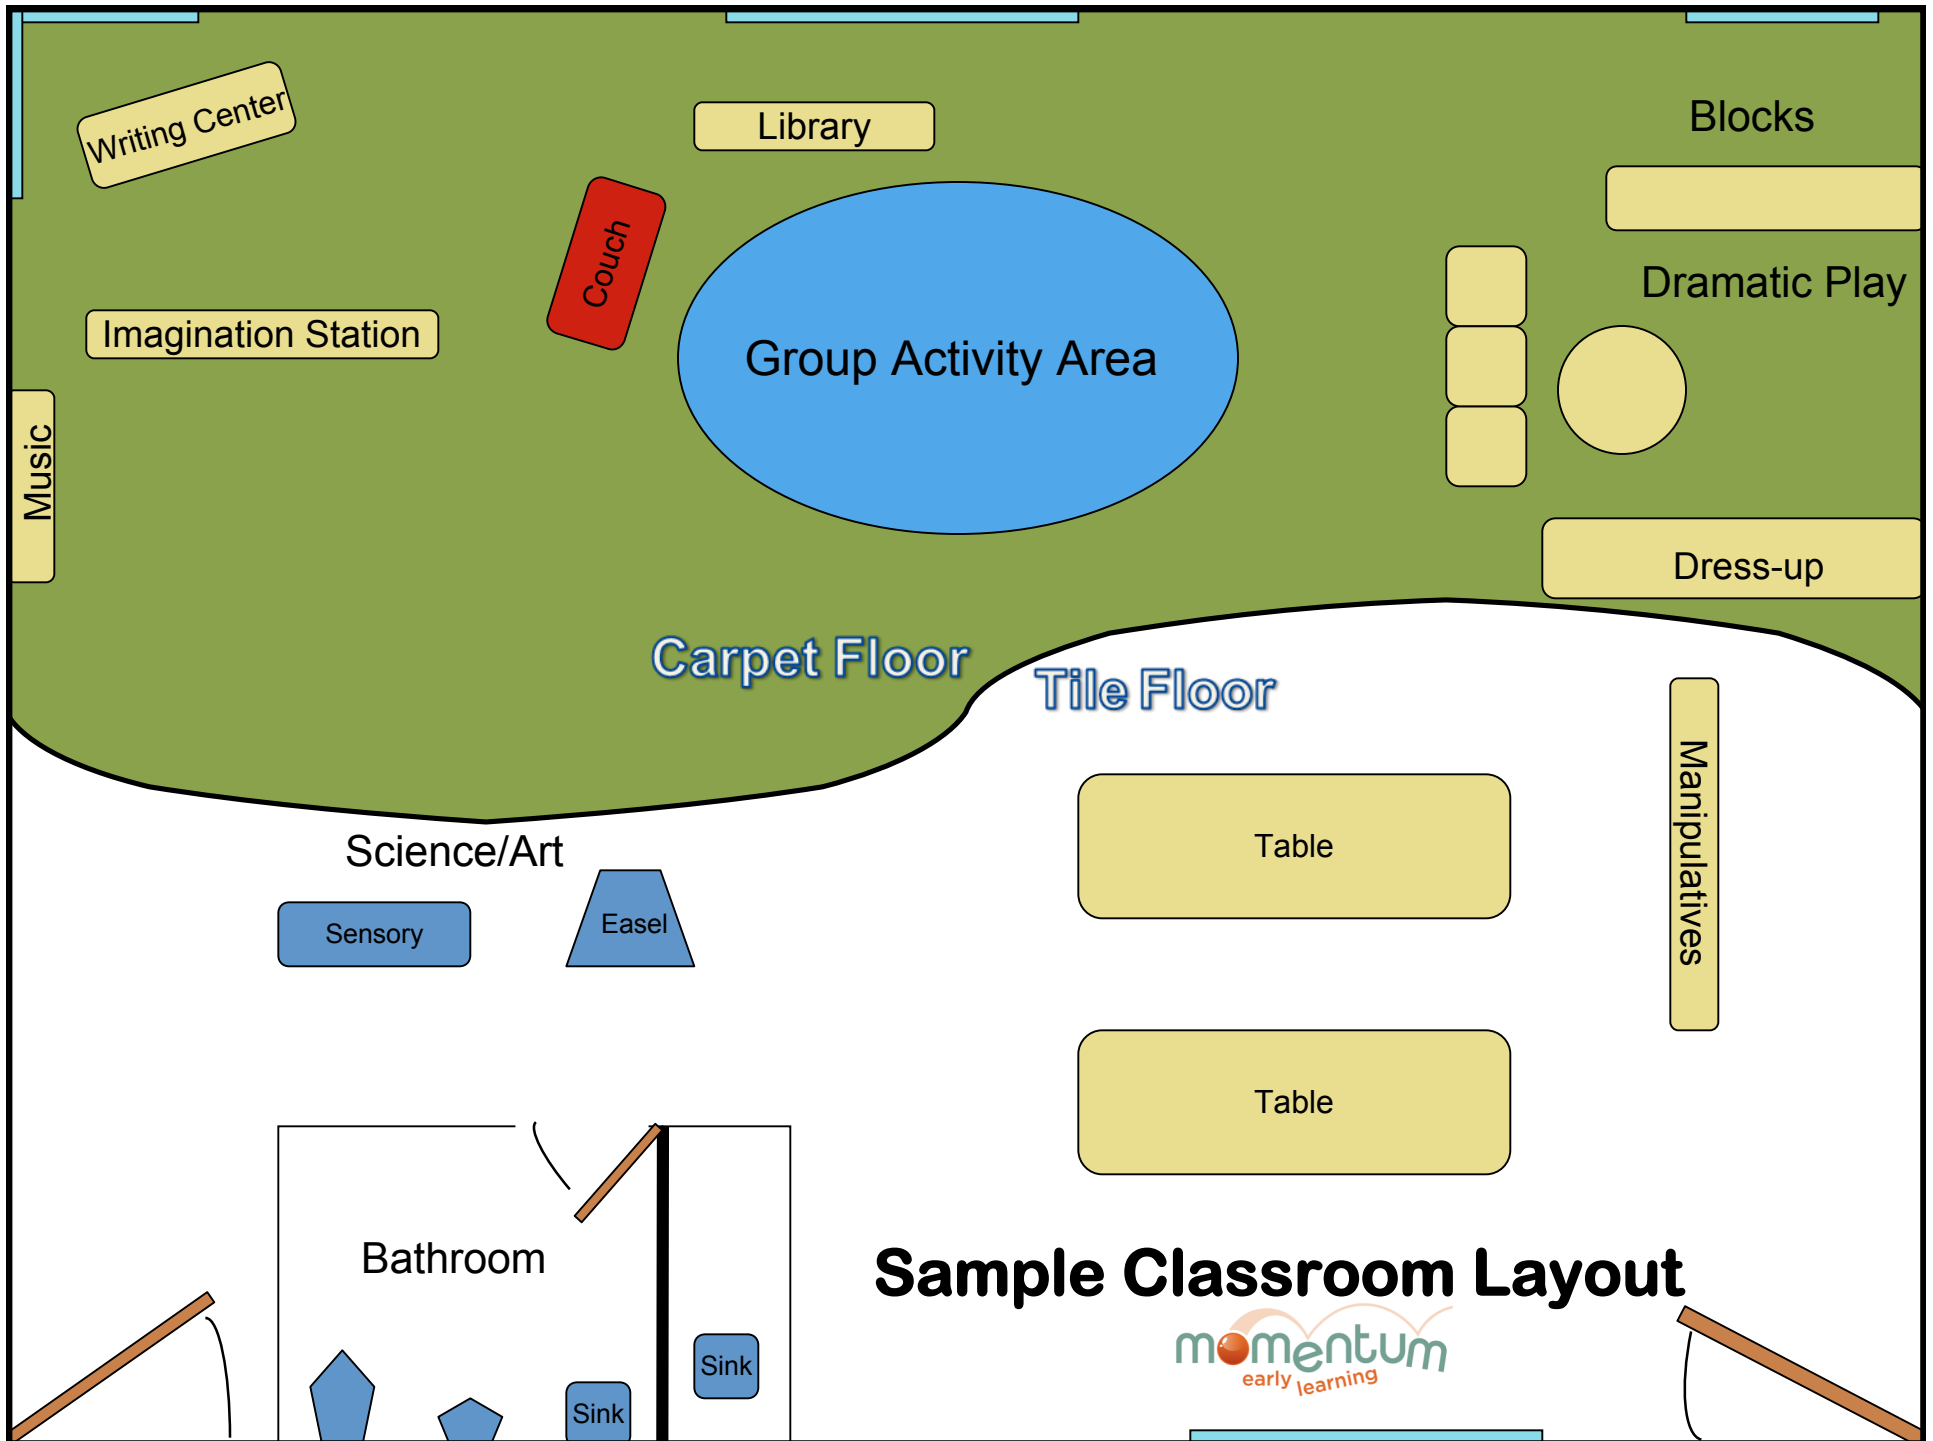 Writing Center
Library
Blocks
Couch
Dramatic Play
Imagination Station
Group Activity Area
Music
Dress-up
Carpet Floor
Tile Floor
Manipulatives
Science/Art
Table
Sensory
Easel
Table
Bathroom
Sample Classroom Layout
momentum
early learning
Sink
Sink